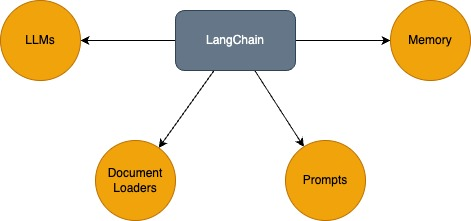 LLMs
LangChain
Memory
Document
Loaders
Prompts